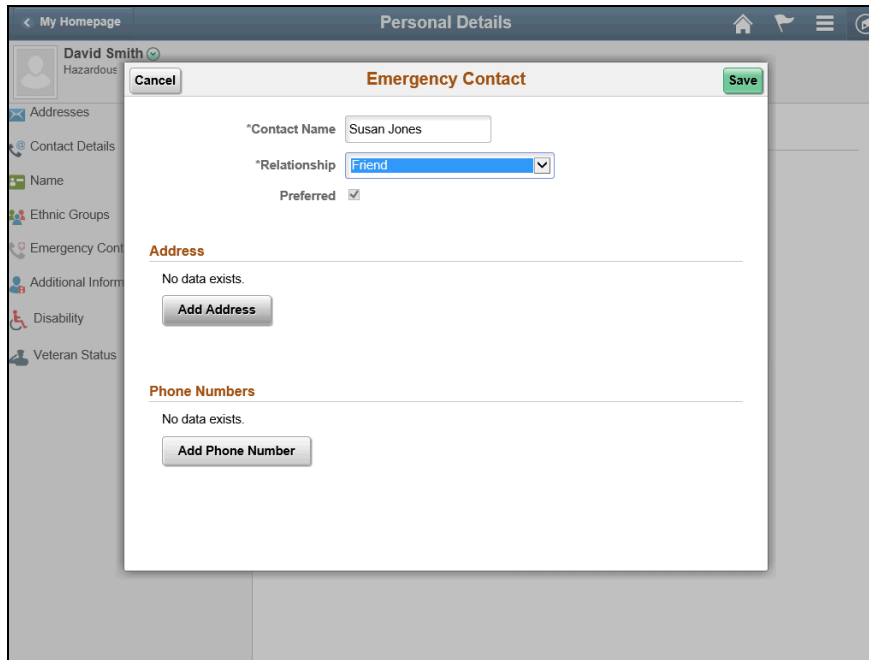 My Homepage
Personal Details
David Smith
Hazardous
Cancel
Emergency Contact
Save
Addresses
Contact Details
Name
Ethnic Groups
Emergency Cont
Additional Inform
Disability
Veteran Status
*Contact Name Susan Jones
*Relationship Friend
Preferred
Address
No data exists.
Add Address
Phone Numbers
No data exists.
Add Phone Number